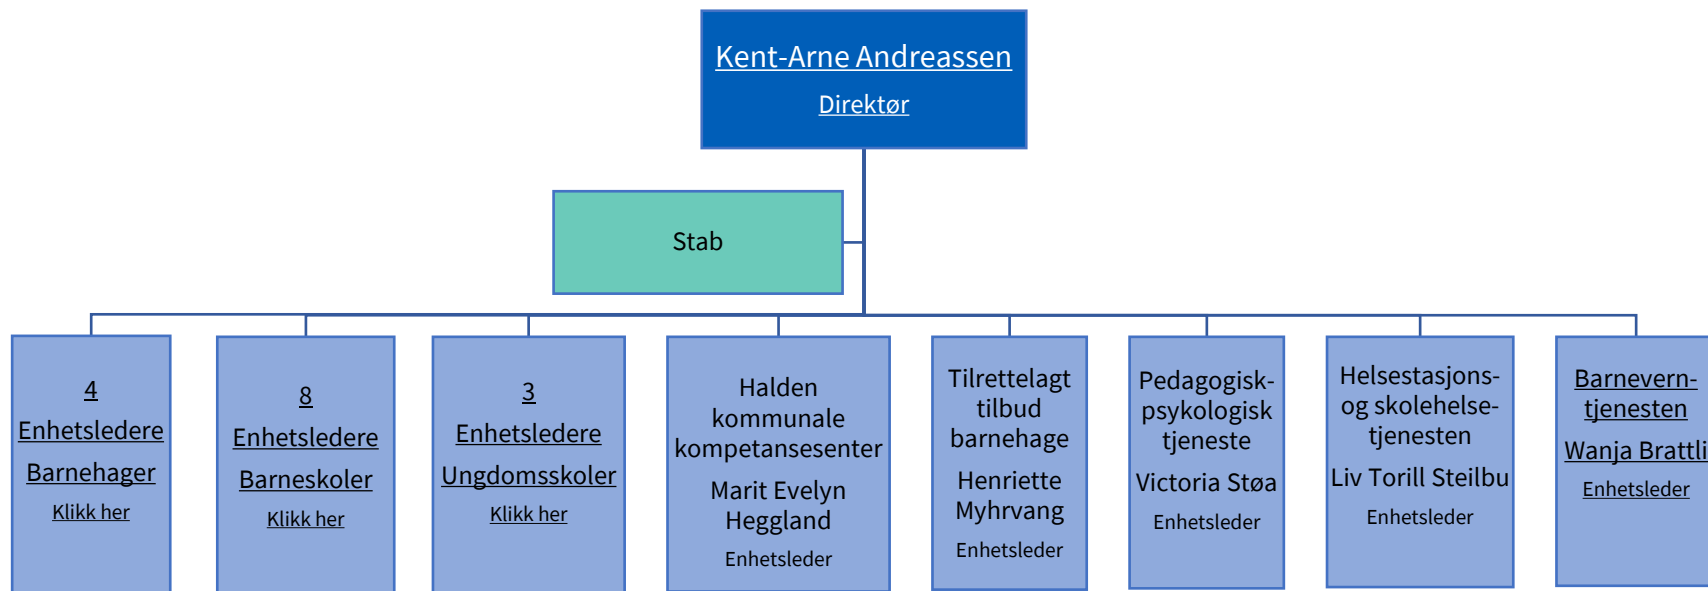 Kent-Arne Andreassen
Direktør
Stab
4
Enhetsledere
Barnehager
Klikk her
8
Enhetsledere
Barneskoler
Klikk her
3
Enhetsledere
Ungdomsskoler
Klikk her
Halden
kommunale
kompetansesenter
Marit Evelyn
Heggland
Enhetsleder
Tilrettelagt
tilbud
barnehage
Henriette
Myhrvang
Enhetsleder
Pedagogisk-
psykologisk
tjeneste
Victoria Støa
Enhetsleder
Helsestasjons-
og skolehelse-
tjenesten
Liv Torill Steilbu
Enhetsleder
Barnevern-
tjenesten
Wanja Brattli
Enhetsleder